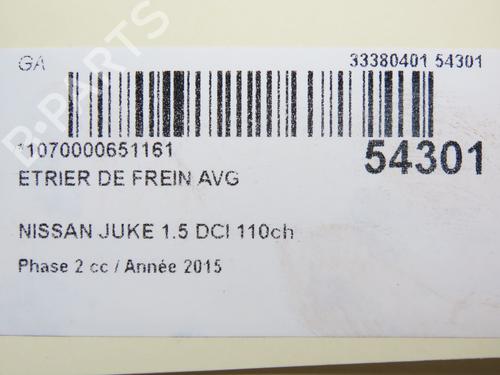 GA
33380401 54301
*11070000651161
54301
ETRIER DE FREIN AVG
NISSAN JUKE 1.5 DCI 110ch
Phase 2 cc / Année 2015
B-PARTS